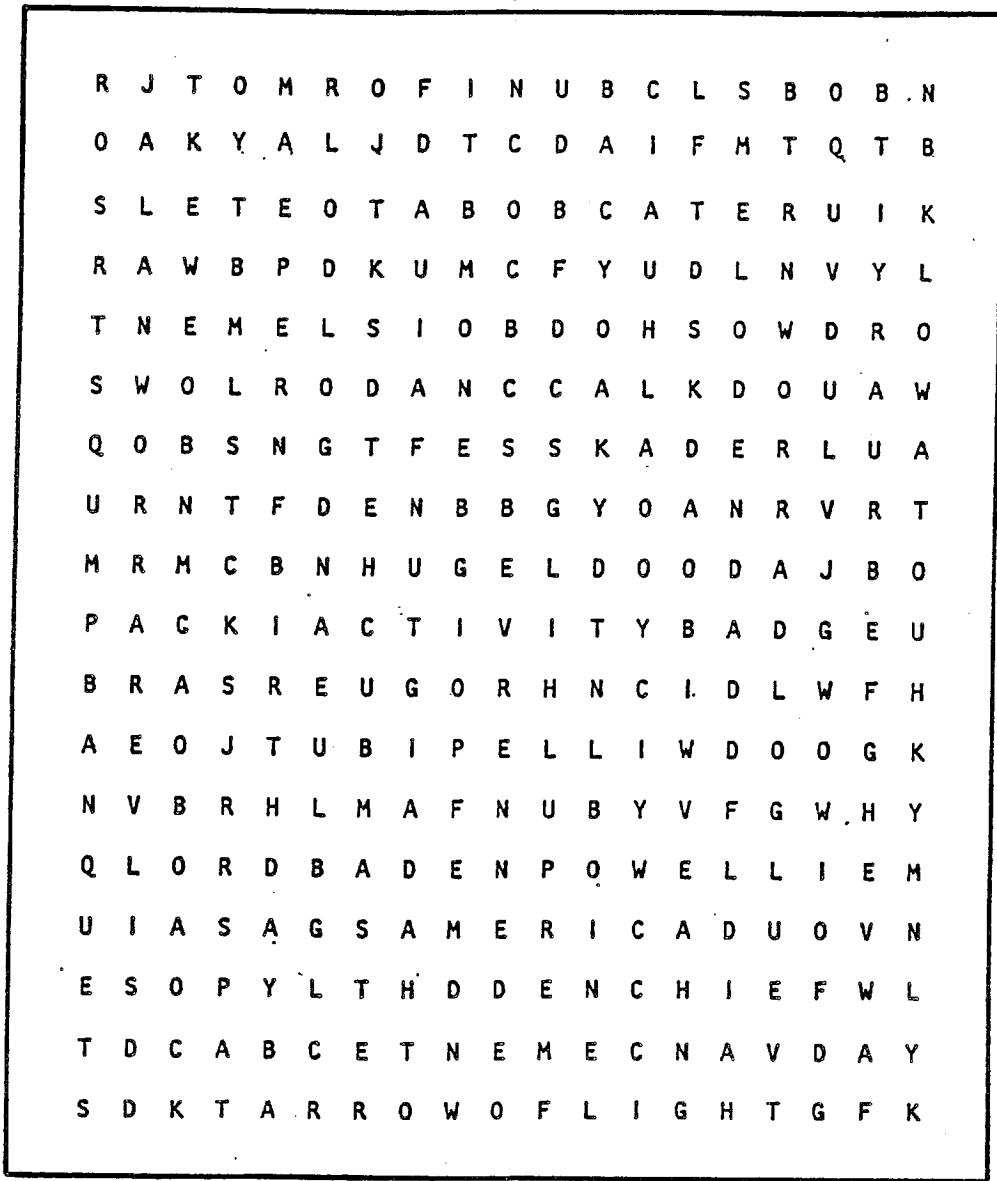 R J T O M R O F I N U B C L S B O B N
O A K Y A L J D T C D A I F M T Q T B
S L E T E O T A B O B C A T E R U I K
R A W B P D K U M C F Y U D L N V Y L
T N E M E L S I O B D O H S O W D R O
S W O L R O D A N C C A L K D O U A W
Q O B S N G T F E S S K A D E R L U A
U R N T F D E N B B G Y O A N R V R T
M R M C B N H U G E L D O O D A J B O
P A C K I A C T I V I T Y B A D G E U
B R A S R E U G O R H N C I D L W F H
A E O J T U B I P E L L I W D O O G K
N V B R H L M A F N U B Y V F G W H Y
Q L O R D B A D E N P O W E L L I E M
U I A S A G S A M E R I C A D U O V N
E S O P Y L T H D D E N C H I E F W L
T D C A B C E T N E M E C N A V D A Y
S D K T A R R O W O F L I G H T G F K